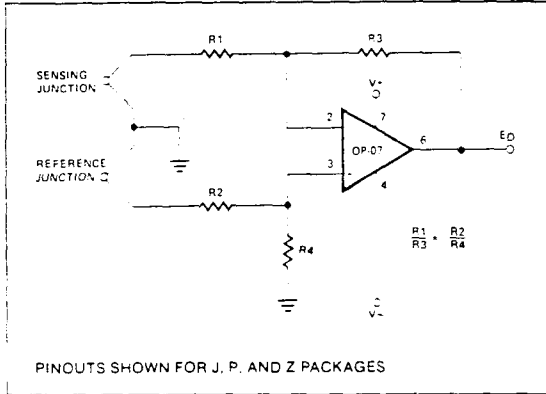 R1
R3
SENSING
JUNCTION
V+
7
2
OP-07
6
EO
3
4
REFERENCE
JUNCTION
R2
R1
R3
R2
R4
R4
V-
PINOUTS SHOWN FOR J, P, AND Z PACKAGES